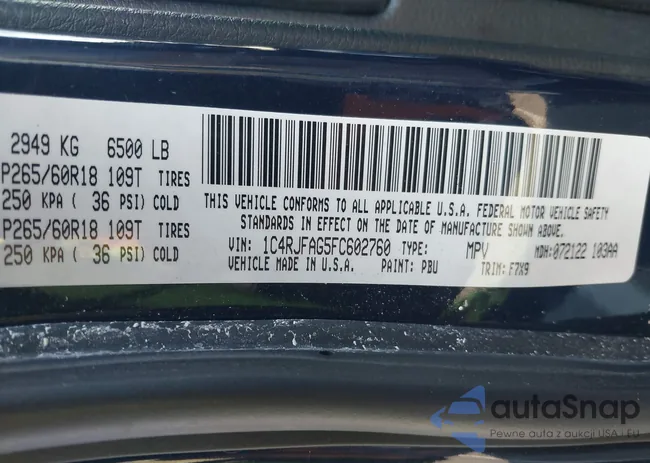 2949 KG 6500 LB
P265/60R18 109T TIRES
250 KPA ( 36 PSI) COLD
P265/60R18 109T TIRES
250 KPA ( 36 PSI) COLD
THIS VEHICLE CONFORMS TO ALL APPLICABLE U.S.A. FEDERAL MOTOR VEHICLE SAFETY
STANDARDS IN EFFECT ON THE DATE OF MANUFACTURE SHOWN ABOVE.
VIN: 1C4RJFAG5FC602760 TYPE: MPV MDH:072122 103AA
VEHICLE MADE IN U.S.A. PAINT: PBU TRIM: F7X9
autaSnap
Pewne auta z aukcji USA i EU